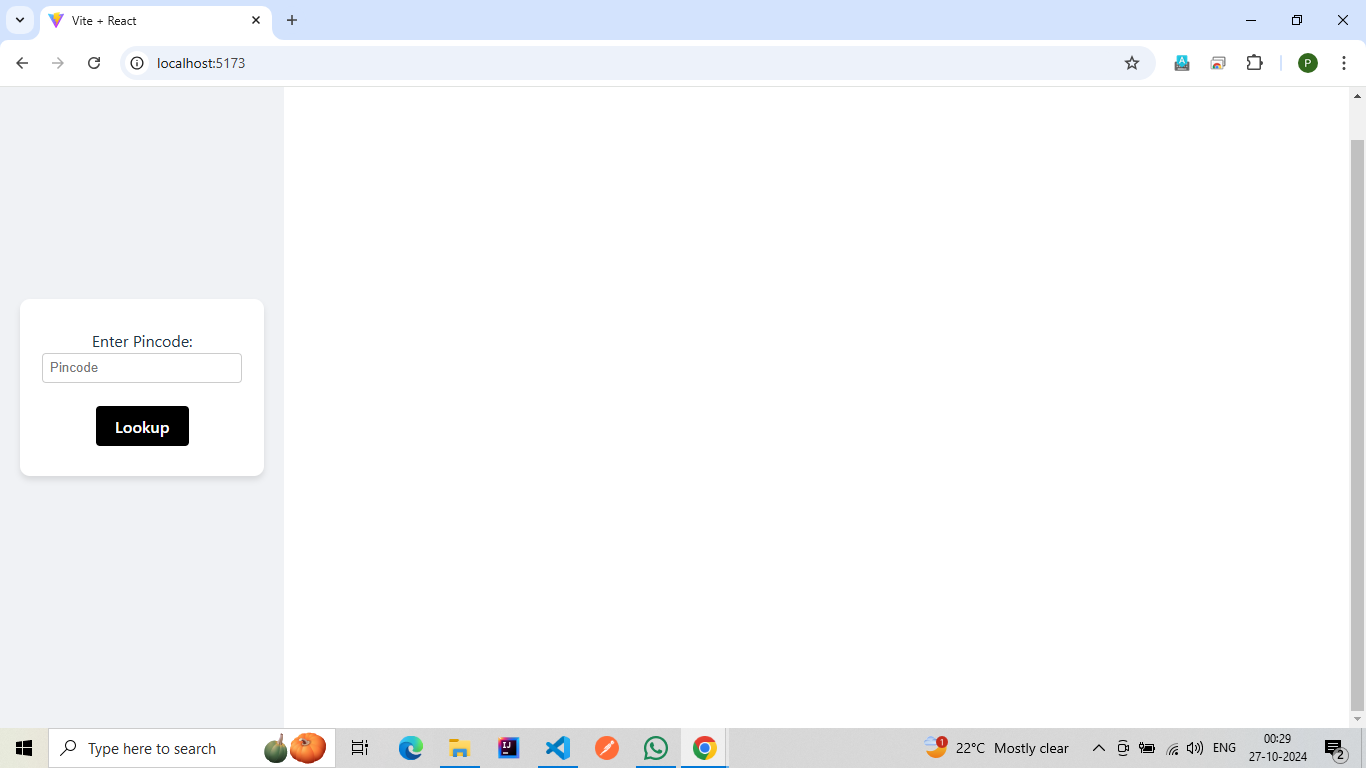 Vite + React
localhost:5173
P
Enter Pincode:
Pincode
Lookup
Type here to search
1
22°C Mostly clear
ENG
00:29
27-10-2024
2